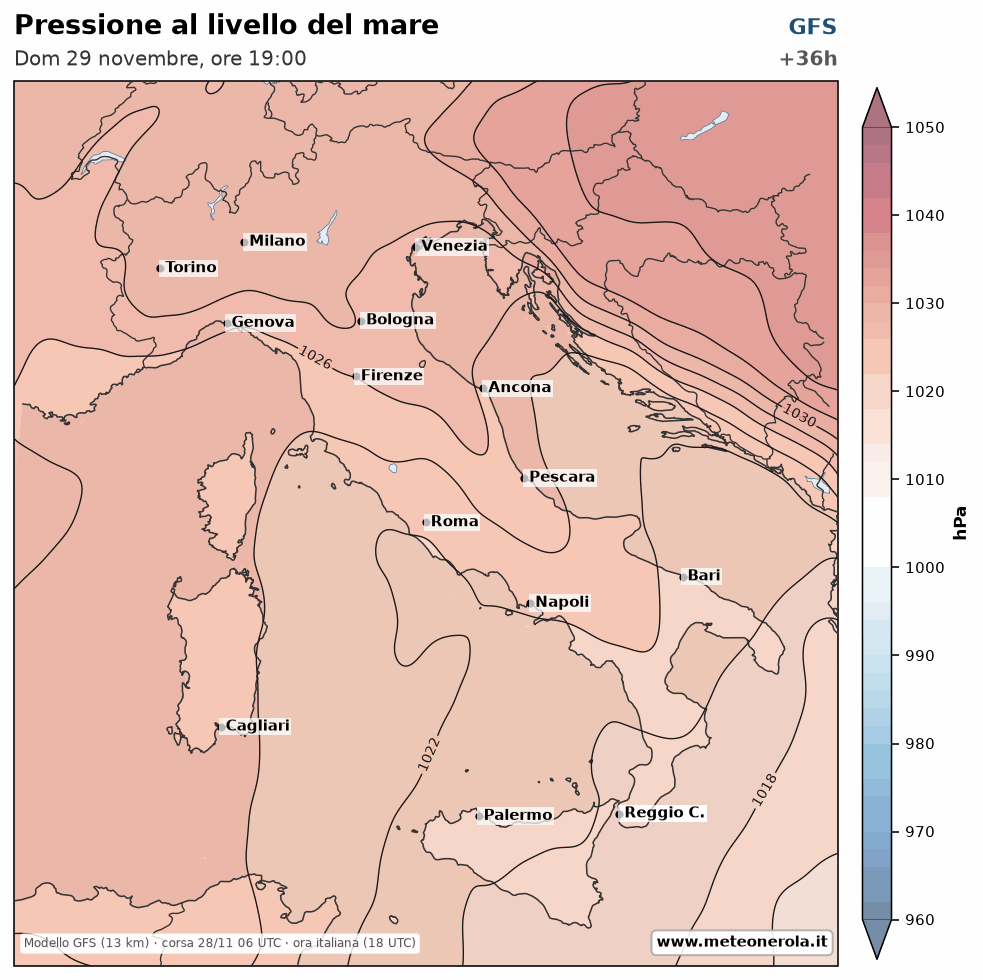 Pressione al livello del mare
GFS
Dom 29 novembre, ore 19:00
+36h
1050
1040
1030
1020
1010
1000
990
980
970
960
hPa
Milano
Venezia
Torino
Genova
Bologna
1026
Firenze
Ancona
1030
Pescara
Roma
Bari
Napoli
Cagliari
1022
1018
Palermo
Reggio C.
Modello GFS (13 km) · corsa 28/11 06 UTC · ora italiana (18 UTC)
www.meteonerola.it